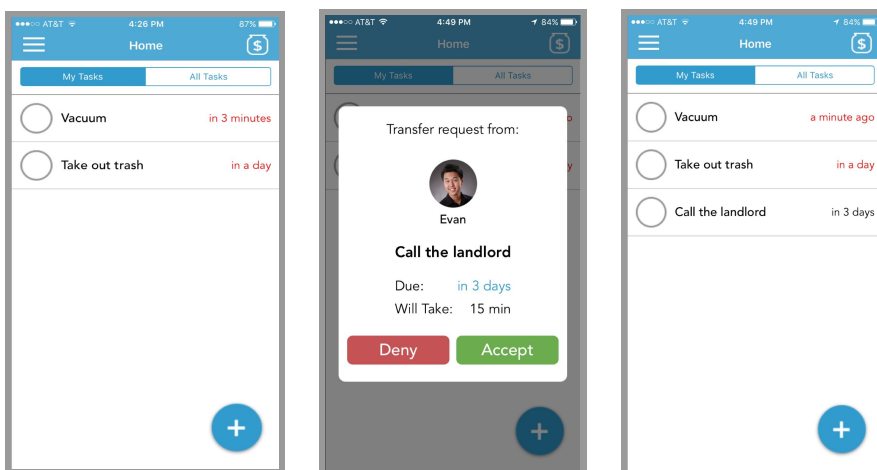 AT&T 4:26 PM 87%
Home
$
My Tasks All Tasks
Vacuum in 3 minutes
Take out trash in a day
+
AT&T 4:49 PM 84%
Home
$
My Tasks All Tasks
o
y
Transfer request from:
Evan
Call the landlord
Due: in 3 days
Will Take: 15 min
Deny Accept
+
AT&T 4:49 PM 84%
Home
$
My Tasks All Tasks
Vacuum a minute ago
Take out trash in a day
Call the landlord in 3 days
+